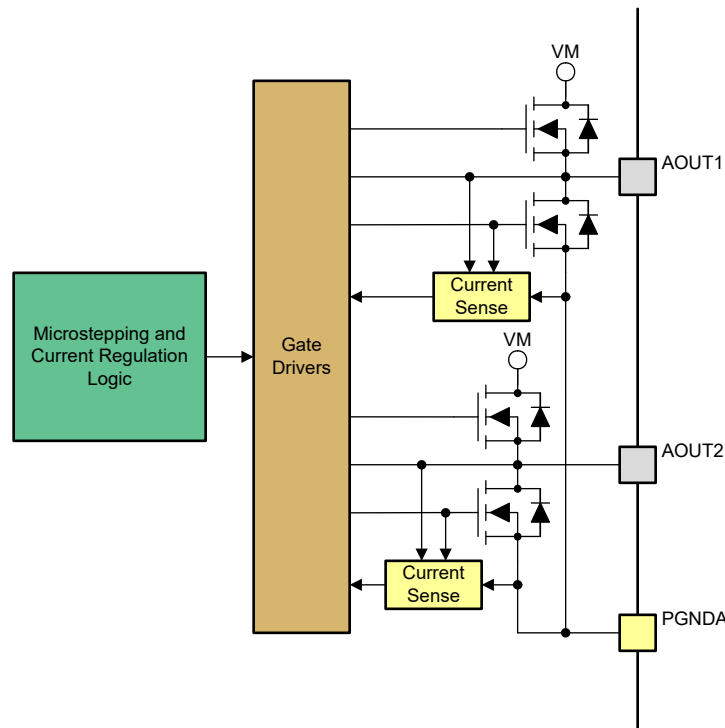 VM
AOUT1
Current
Sense
Microstepping and
Current Regulation
Logic
Gate
Drivers
VM
AOUT2
Current
Sense
PGNDA